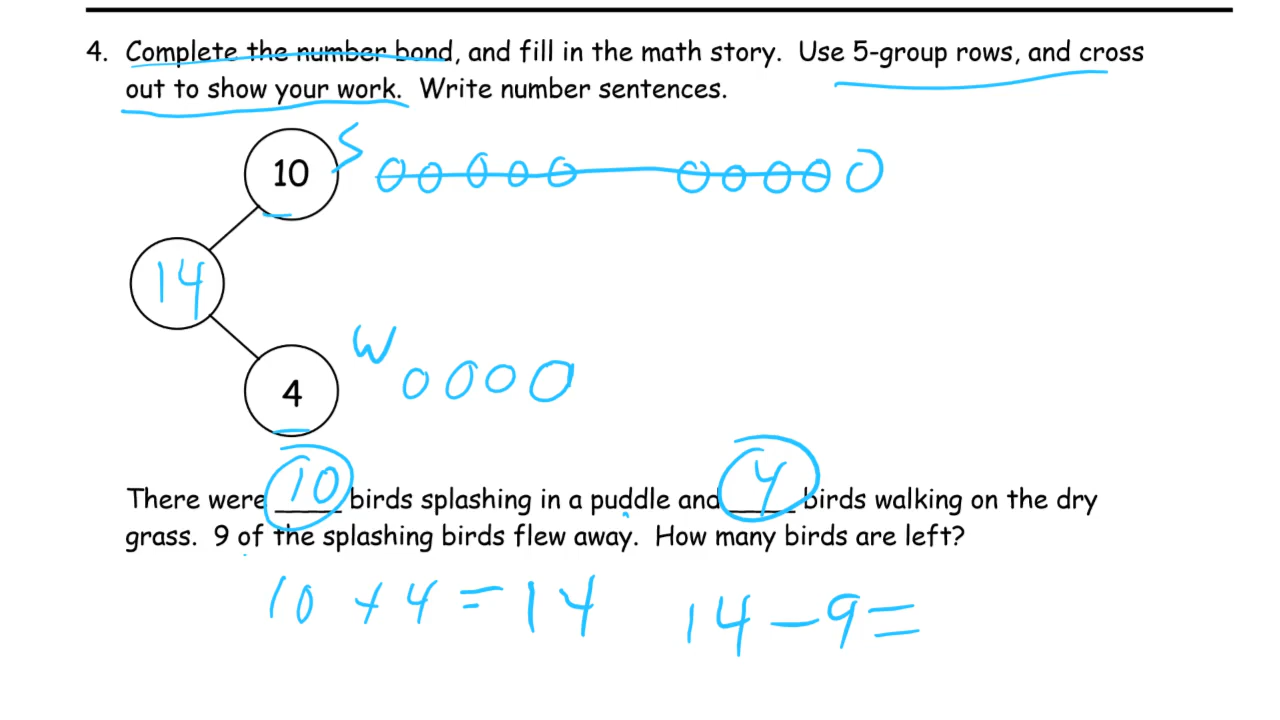 4. Complete the number bond, and fill in the math story. Use 5-group rows, and cross
out to show your work. Write number sentences.
10 S 00000 00000
14
W
4 0000
There were 10 birds splashing in a puddle and 4 birds walking on the dry
grass. 9 of the splashing birds flew away. How many birds are left?
10 + 4 = 14 14 - 9 =